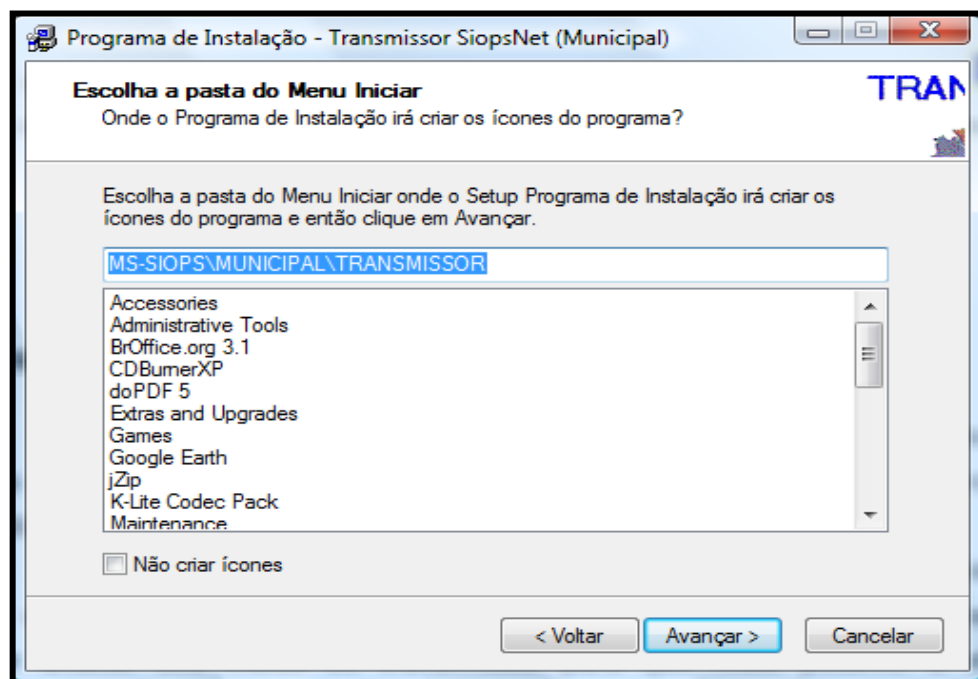 Programa de Instalação - Transmissor SiopsNet (Municipal)
Escolha a pasta do Menu Iniciar
TRAN
Onde o Programa de Instalação irá criar os ícones do programa?
Escolha a pasta do Menu Iniciar onde o Setup Programa de Instalação irá criar os
ícones do programa e então clique em Avançar.
MS-SIOPS\MUNICIPAL\TRANSMISSOR
Accessories
Administrative Tools
BrOffice.org 3.1
CDBurnerXP
doPDF 5
Extras and Upgrades
Games
Google Earth
jZip
K-Lite Codec Pack
Maintenance
Não criar ícones
< Voltar
Avançar >
Cancelar